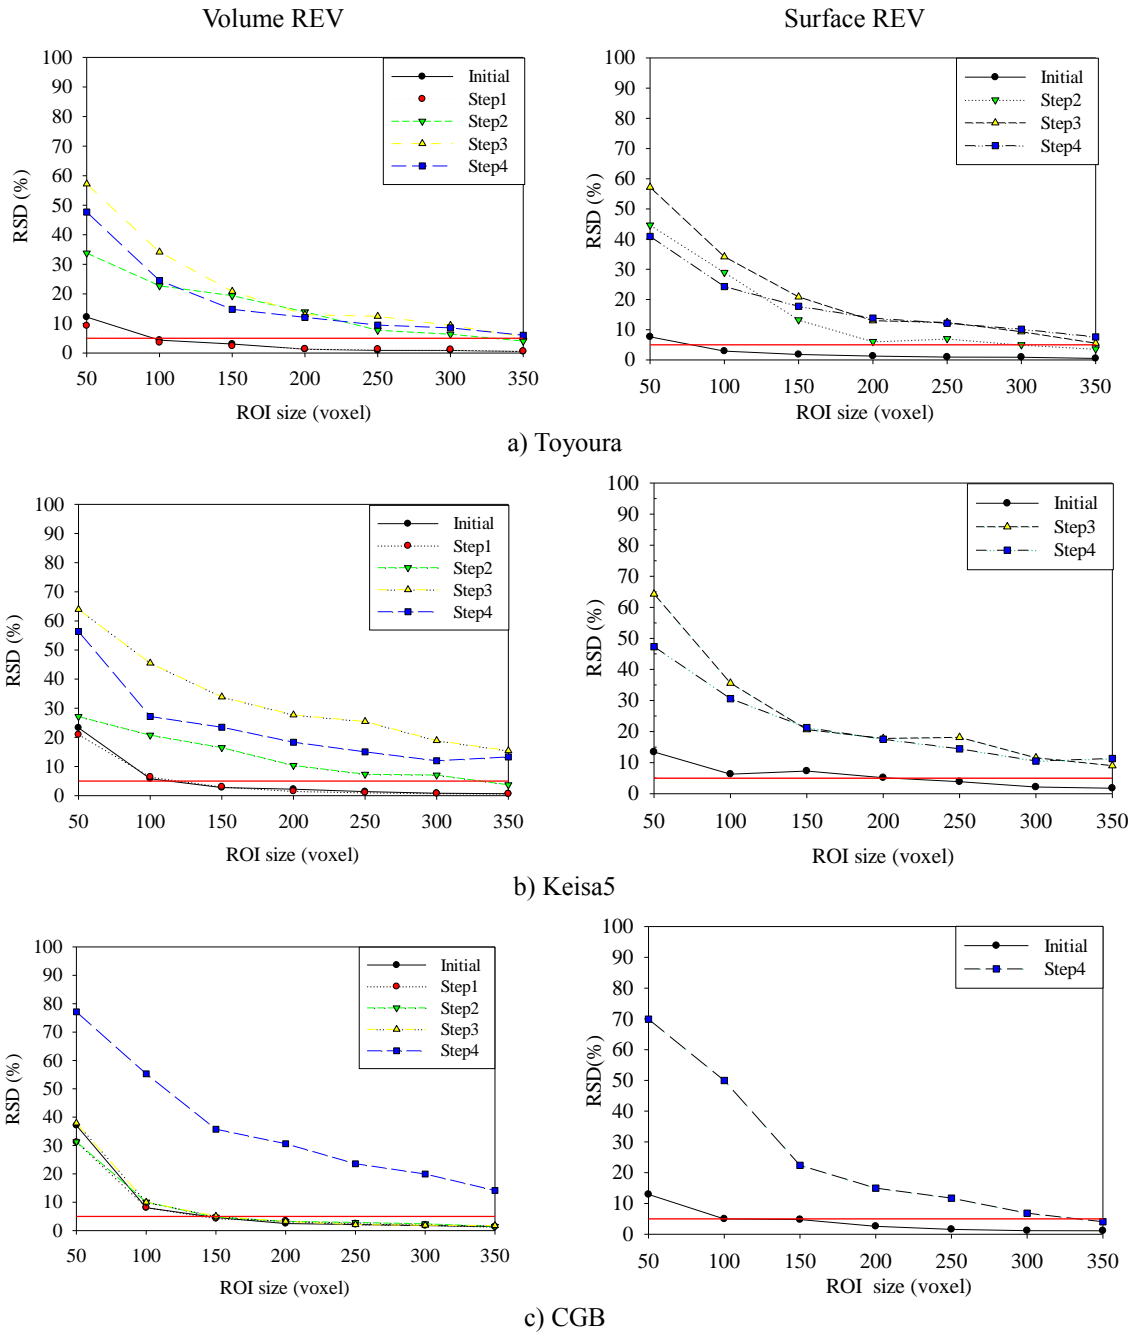 Volume REV
Surface REV
100
90
80
70
60
50
40
30
20
10
0
RSD (%)
50 100 150 200 250 300 350
ROI size (voxel)
Initial
Step1
Step2
Step3
Step4
100
90
80
70
60
50
40
30
20
10
0
RSD (%)
50 100 150 200 250 300 350
ROI size (voxel)
Initial
Step2
Step3
Step4
a) Toyoura
100
90
80
70
60
50
40
30
20
10
0
RSD (%)
50 100 150 200 250 300 350
ROI size (voxel)
Initial
Step1
Step2
Step3
Step4
100
90
80
70
60
50
40
30
20
10
0
RSD (%)
50 100 150 200 250 300 350
ROI size (voxel)
Initial
Step3
Step4
b) Keisa5
100
90
80
70
60
50
40
30
20
10
0
RSD (%)
50 100 150 200 250 300 350
ROI size (voxel)
Initial
Step1
Step2
Step3
Step4
100
90
80
70
60
50
40
30
20
10
0
RSD(%)
50 100 150 200 250 300 350
ROI size (voxel)
Initial
Step4
c) CGB